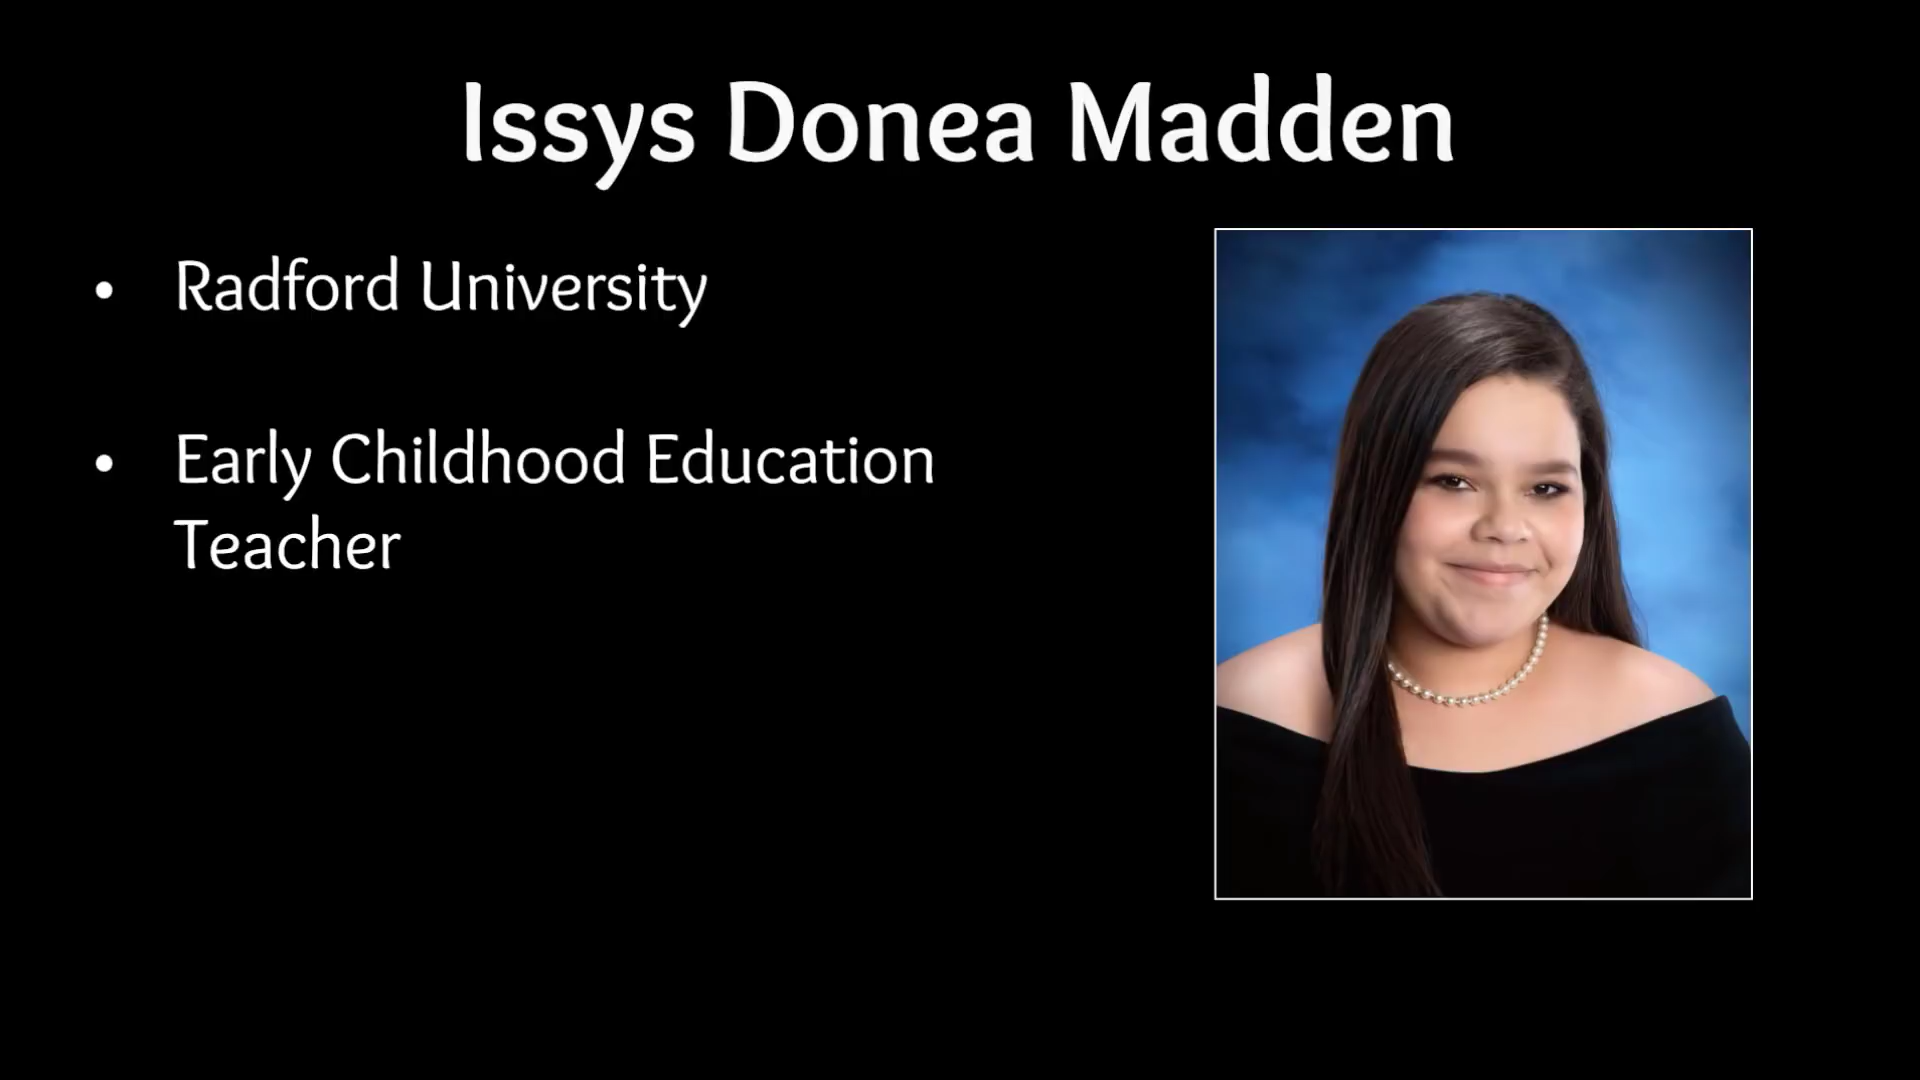 Issys Donea Madden
• Radford University
• Early Childhood Education
Teacher